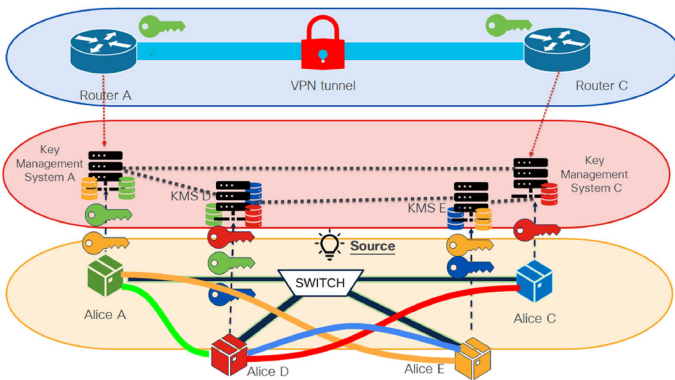 Router A
VPN tunnel
Router C
Key
Management
System A
KMS D
KMS E
Key
Management
System C
Source
SWITCH
Alice A
Alice C
Alice D
Alice E